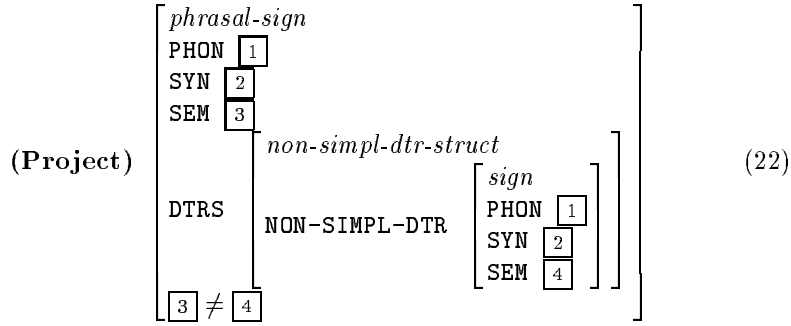 phrasal-sign
PHON 1
SYN 2
SEM 3
non-simpl-dtr-struct
sign
(Project) DTRS NON-SIMPL-DTR PHON 1 (22)
SYN 2
SEM 4
3 ≠ 4